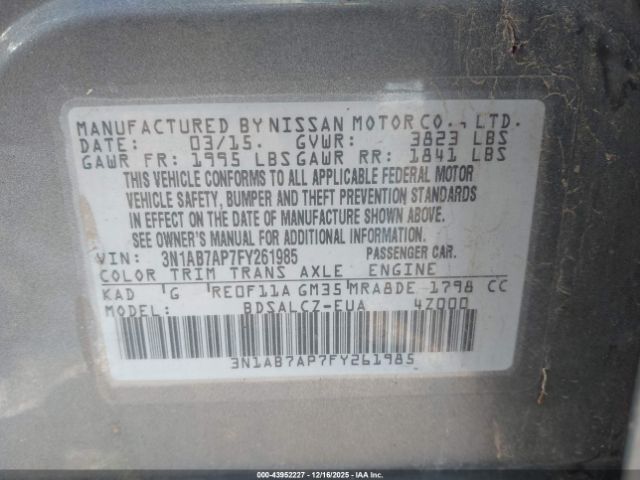 MANUFACTURED BY NISSAN MOTOR CO., LTD.
DATE: 03/15. GVWR: 3823 LBS
GAWR FR: 1995 LBS GAWR RR: 1841 LBS
THIS VEHICLE CONFORMS TO ALL APPLICABLE FEDERAL MOTOR
VEHICLE SAFETY, BUMPER AND THEFT PREVENTION STANDARDS
IN EFFECT ON THE DATE OF MANUFACTURE SHOWN ABOVE.
SEE OWNER'S MANUAL FOR ADDITIONAL INFORMATION.
VIN: 3N1AB7AP7FY261985 PASSENGER CAR.
COLOR TRIM TRANS AXLE ENGINE
KAD G RE0F11A GM35 MRA8DE 1798 CC
MODEL: BDSALCZ-EUA 4Z000
3N1AB7AP7FY261985
000-43952227 - 12/16/2025 - IAAI.COM